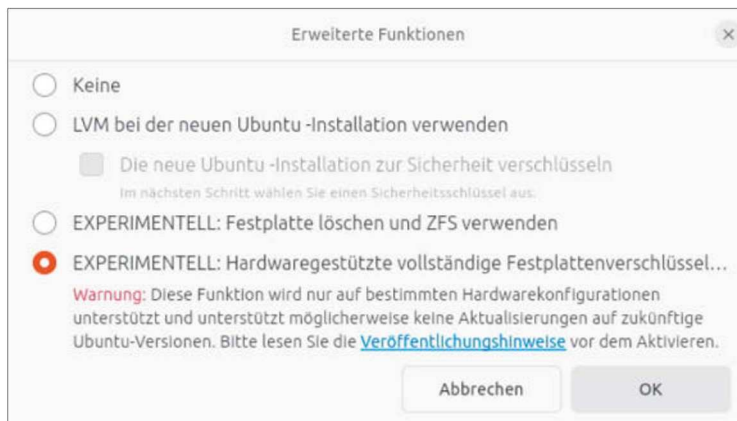 Erweiterte Funktionen
Keine
LVM bei der neuen Ubuntu -Installation verwenden
Die neue Ubuntu -Installation zur Sicherheit verschlüsseln
Im nächsten Schritt wählen Sie einen Sicherheitsschlüssel aus.
EXPERIMENTELL: Festplatte löschen und ZFS verwenden
EXPERIMENTELL: Hardwaregestützte vollständige Festplattenverschlüssel...
Warnung: Diese Funktion wird nur auf bestimmten Hardwarekonfigurationen
unterstützt und unterstützt möglicherweise keine Aktualisierungen auf zukünftige
Ubuntu-Versionen. Bitte lesen Sie die Veröffentlichungshinweise vor dem Aktivieren.
Abbrechen OK